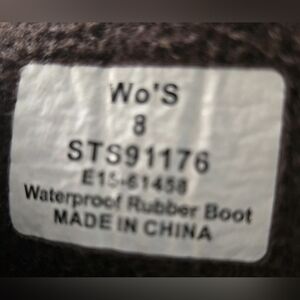 Wo'S
8
STS91176
E15-61458
Waterproof Rubber Boot
MADE IN CHINA